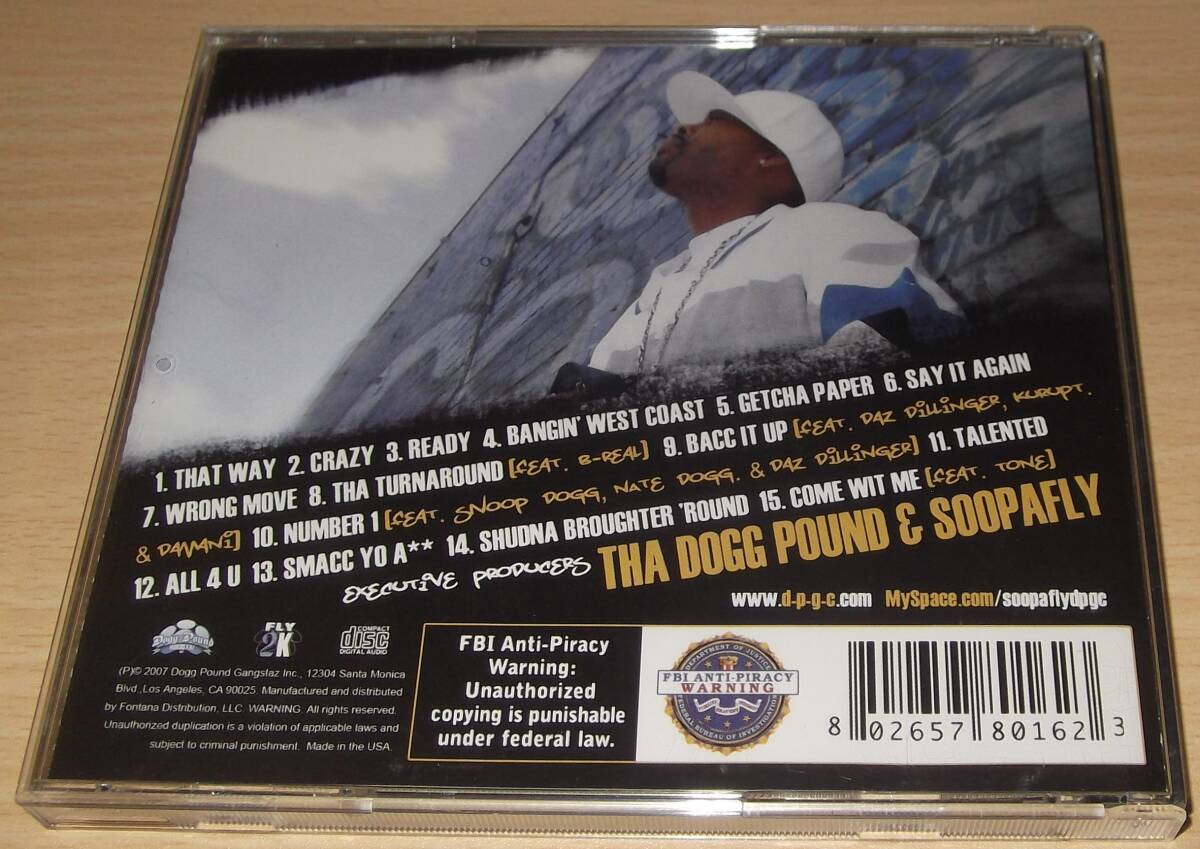 1. THAT WAY 2. CRAZY 3. READY 4. BANGIN' WEST COAST 5. GETCHA PAPER 6. SAY IT AGAIN
7. WRONG MOVE 8. THA TURNAROUND [FEAT. B-REAL] 9. BACC IT UP [FEAT. DAZ DILLINGER, KURUPT.
& DAMANI] 10. NUMBER 1 [FEAT. SNOOP DOGG, NATE DOGG. & DAZ DILLINGER] 11. TALENTED
12. ALL 4 U 13. SMACC YO A** 14. SHUDNA BROUGHTER 'ROUND 15. COME WIT ME [FEAT. TONE]
EXECUTIVE PRODUCERS THA DOGG POUND & SOOPAFLY
www.d-p-g-c.com MySpace.com/soopaflydpgc
Dogg Pound
FLY
2K
COMPACT
disc
DIGITAL AUDIO
(P)© 2007 Dogg Pound Gangstaz Inc., 12304 Santa Monica
Blvd.,Los Angeles, CA 90025. Manufactured and distributed
by Fontana Distribution, LLC. WARNING. All rights reserved.
Unauthorized duplication is a violation of applicable laws and
subject to criminal punishment. Made in the USA.
FBI Anti-Piracy
Warning:
Unauthorized
copying is punishable
under federal law.
DEPARTMENT OF JUSTICE
FBI ANTI-PIRACY
WARNING
FEDERAL BUREAU OF INVESTIGATION
8 02657 80162 3